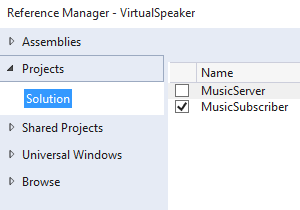 Reference Manager - VirtualSpeaker
Assemblies
Projects
Solution
Shared Projects
Universal Windows
Browse
Name
MusicServer
MusicSubscriber